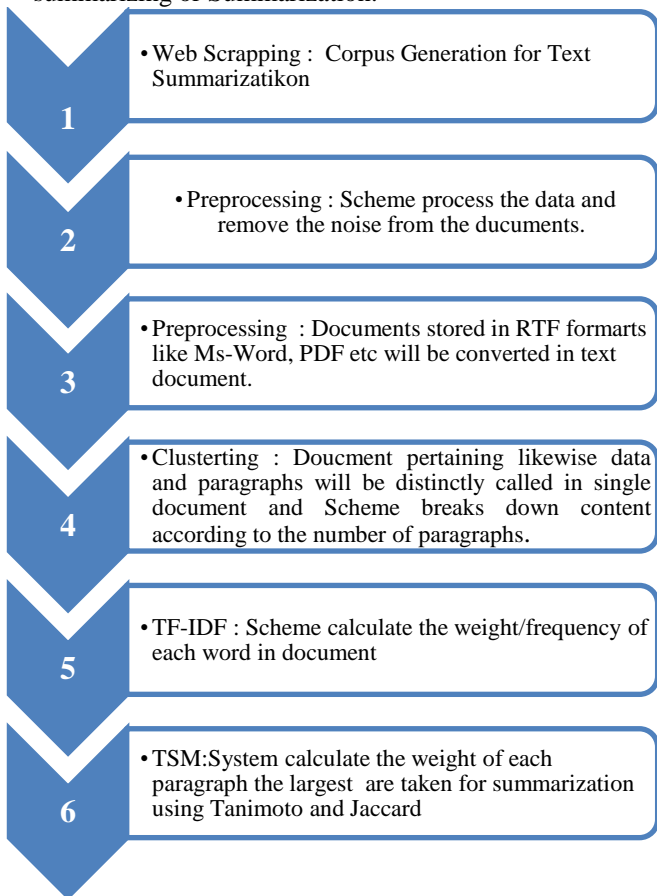 summarizing of Summarization.
1
• Web Scrapping : Corpus Generation for Text
Summarizatikon
2
• Preprocessing : Scheme process the data and
remove the noise from the ducuments.
3
• Preprocessing : Documents stored in RTF formarts
like Ms-Word, PDF etc will be converted in text
document.
4
• Clusterting : Doucment pertaining likewise data
and paragraphs will be distinctly called in single
document and Scheme breaks down content
according to the number of paragraphs.
5
• TF-IDF : Scheme calculate the weight/frequency of
each word in document
6
• TSM:System calculate the weight of each
paragraph the largest are taken for summarization
using Tanimoto and Jaccard